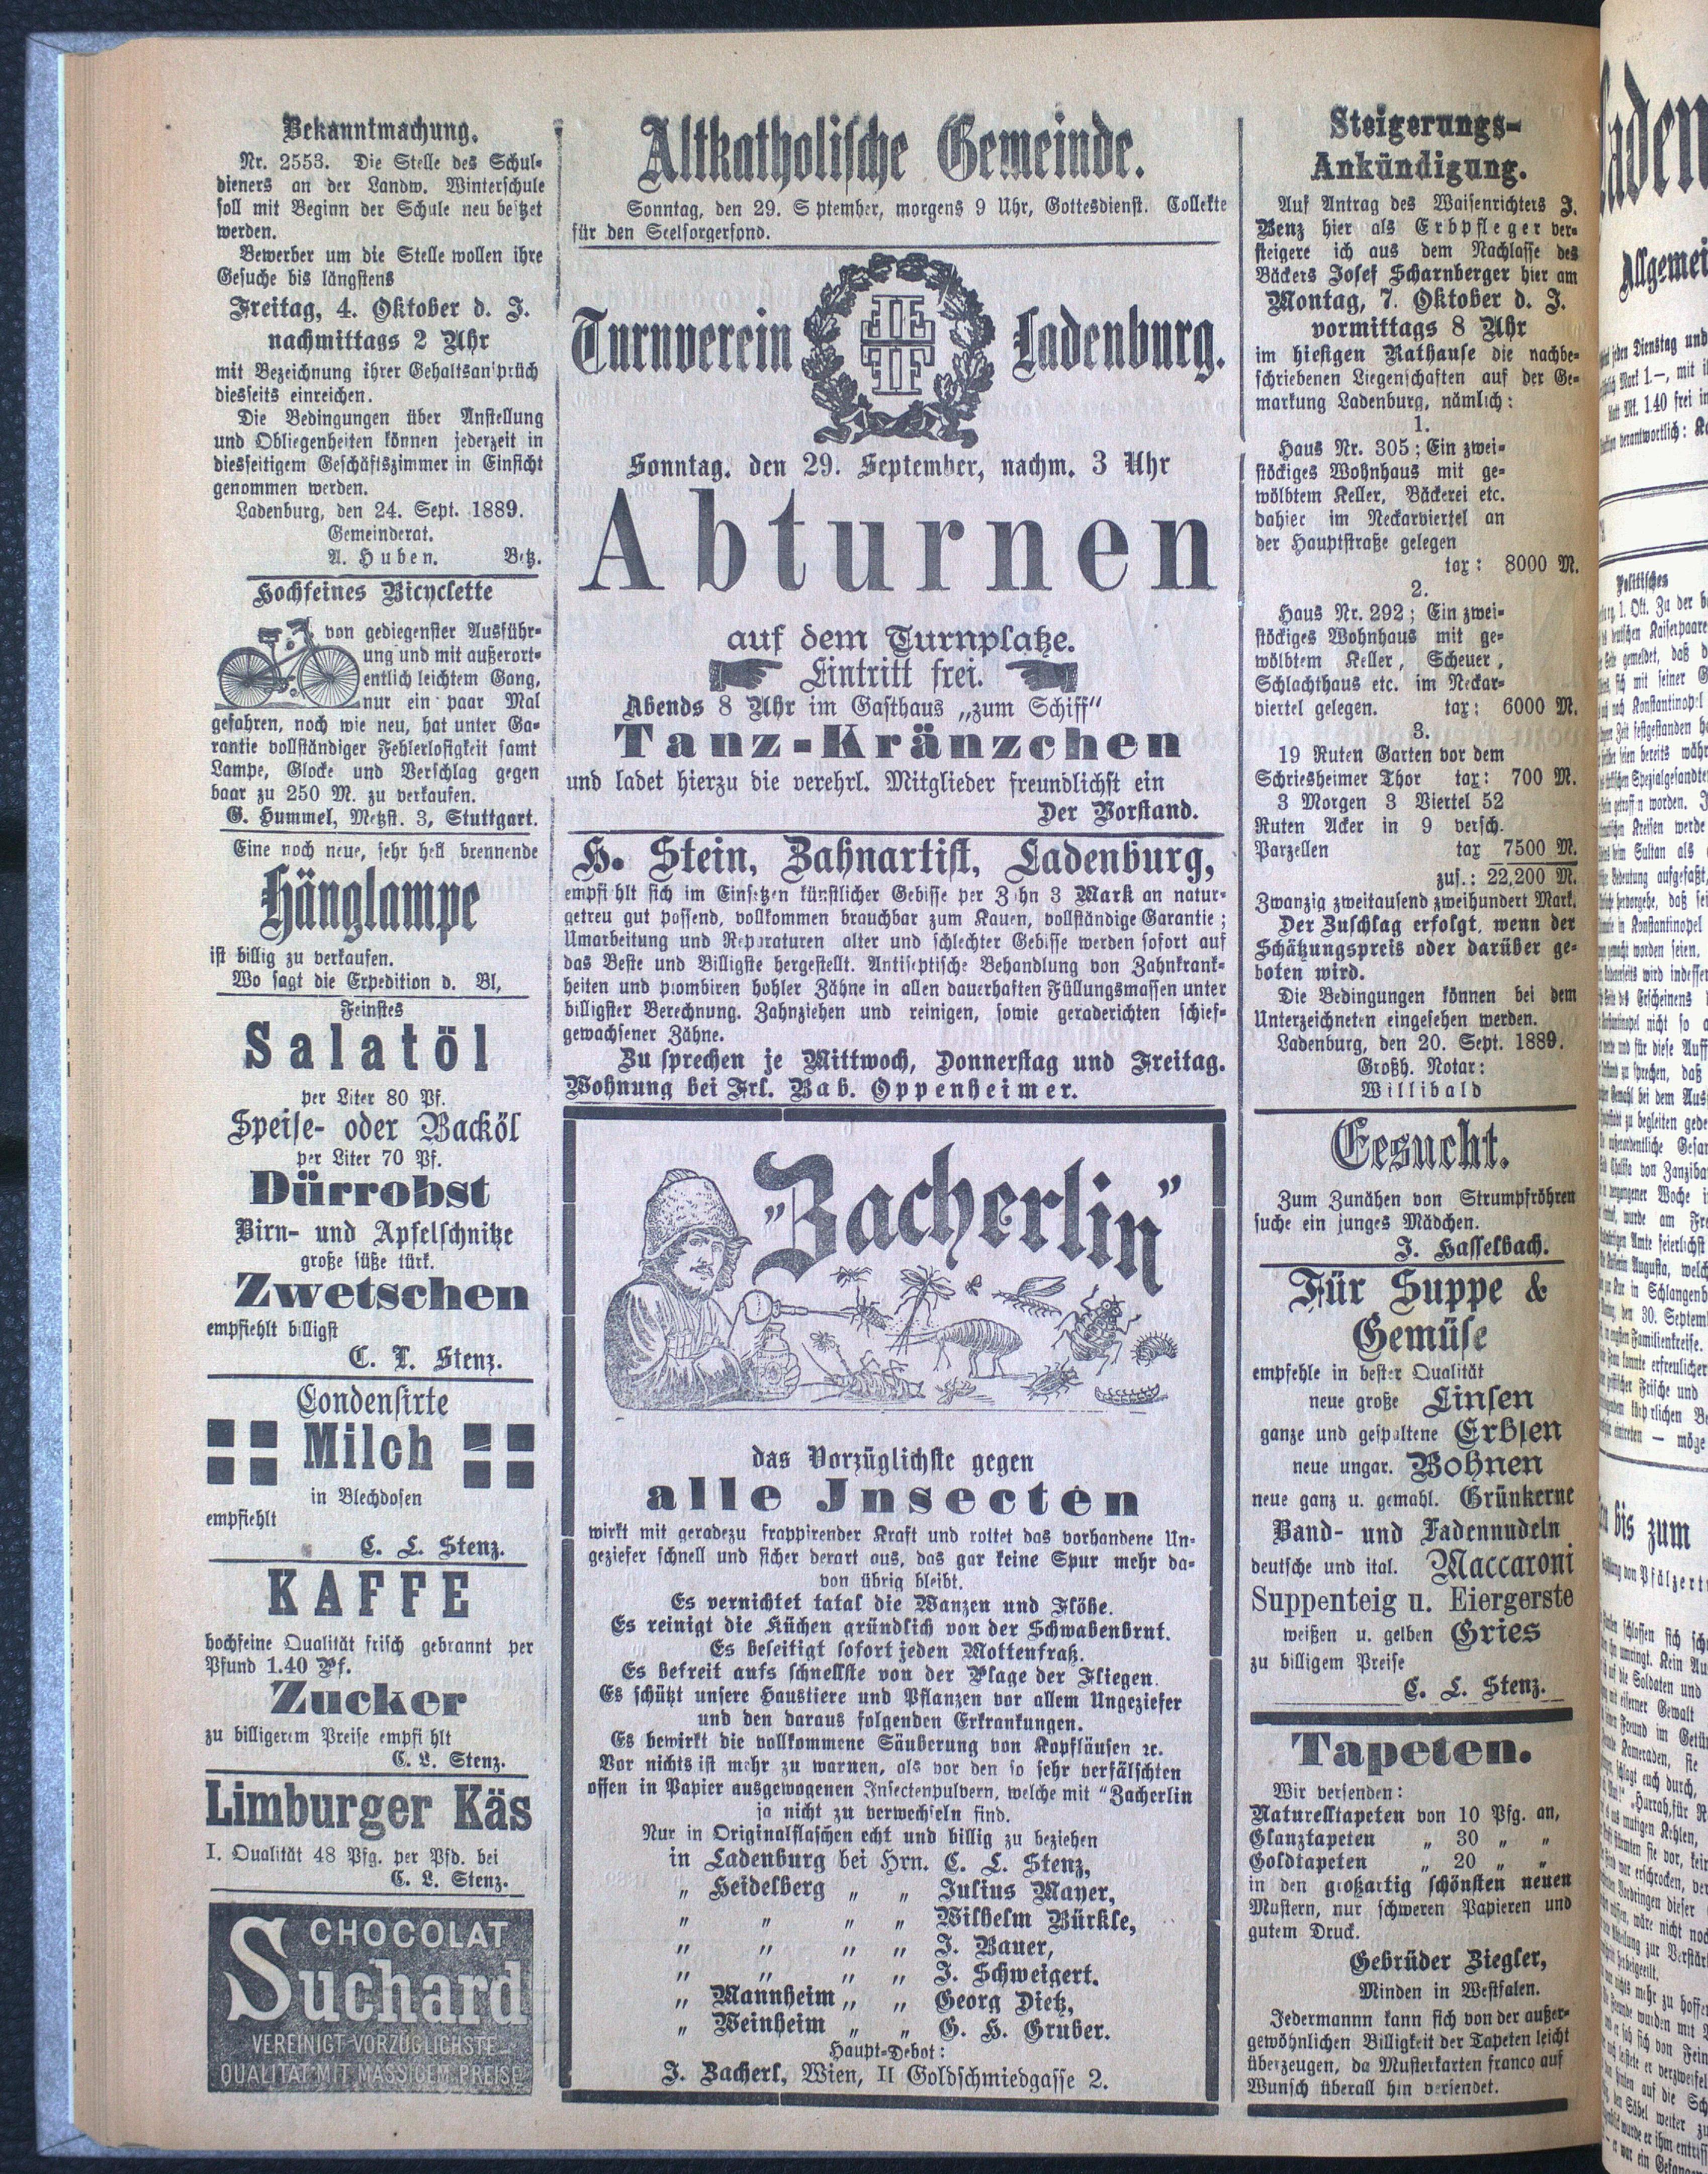 Bekanntmachung.
Nr. 2553. Die Stelle des Schul-
dieners an der Landw. Winterschule
soll mit Beginn der Schule neu besetzt
werden.
Bewerber um die Stelle wollen ihre
Gesuche bis längstens
Freitag, 4. Oktober d. J.
nachmittags 2 Uhr
mit Bezeichnung ihrer Gehaltsansprüch
diesseits einreichen.
Die Bedingungen über Anstellung
und Obliegenheiten können jederzeit in
diesseitigem Geschäftszimmer in Einsicht
genommen werden.
Ladenburg, den 24. Sept. 1889.
Gemeinderat.
A. Huben. Betz.
Hochfeines Bicyclette
von gediegenster Ausführ-
ung und mit außerort-
entlich leichtem Gang,
nur ein paar Mal
gefahren, noch wie neu, hat unter Ga-
rantie vollständiger Fehlerlosigkeit samt
Lampe, Glocke und Verschlag gegen
baar zu 250 M. zu verkaufen.
G. Hummel, Metzst. 3, Stuttgart.
Eine noch neue, sehr hell brennende
Hänglampe
ist billig zu verkaufen.
Wo sagt die Expedition d. Bl,
Feinstes
Salatöl
per Liter 80 Pf.
Speise- oder Backöl
per Liter 70 Pf.
Dürrobst
Birn- und Apfelschnitze
große süße türk.
Zwetschen
empfiehlt billigst
C. L. Stenz.
Condensirte
Milch
in Blechdosen
empfiehlt
C. L. Stenz.
KAFFE
hochfeine Qualität frisch gebrannt per
Pfund 1.40 Pf.
Zucker
zu billigerem Preise empfi hlt
C. L. Stenz.
Limburger Käs
I. Qualität 48 Pfg. per Pfd. bei
C. L. Stenz.
CHOCOLAT
Suchard
VEREINIGT VORZÜGLICHSTE
QUALITÄT MIT MÄSSIGEM PREISE
Altkatholische Gemeinde.
Sonntag, den 29. S ptember, morgens 9 Uhr, Gottesdienst. Collekte
für den Seelsorgerfond.
Turnverein Ladenburg.
Sonntag, den 29. September, nachm. 3 Uhr
Abturnen
auf dem Turnplatze.
Eintritt frei.
Abends 8 Uhr im Gasthaus „zum Schiff“
Tanz-Kränzchen
und ladet hierzu die verehrl. Mitglieder freundlichst ein
Der Vorstand.
H. Stein, Zahnartist, Ladenburg,
empfi hlt sich im Einsetzen künstlicher Gebisse per Z hn 3 Mark an natur-
getreu gut passend, vollkommen brauchbar zum Kauen, vollständige Garantie;
Umarbeitung und Reparaturen alter und schlechter Gebisse werden sofort auf
das Beste und Billigste hergestellt. Antiseptische Behandlung von Zahnkrank-
heiten und plombiren hohler Zähne in allen dauerhaften Füllungsmassen unter
billigster Berechnung. Zahnziehen und reinigen, sowie geraderichten schief-
gewachsener Zähne.
Zu sprechen je Mittwoch, Donnerstag und Freitag.
Wohnung bei Frl. Bab. Oppenheimer.
„Zacherlin”
das Vorzüglichste gegen
alle Insecten
wirkt mit geradezu frappirender Kraft und rottet das vorhandene Un-
geziefer schnell und sicher derart aus, das gar keine Spur mehr da-
von übrig bleibt.
Es vernichtet tatal die Wanzen und Flöhe.
Es reinigt die Küchen gründlich von der Schwabenbrut.
Es beseitigt sofort jeden Mottenfraß.
Es befreit aufs schnellste von der Plage der Fliegen.
Es schützt unsere Haustiere und Pflanzen vor allem Ungeziefer
und den daraus folgenden Erkrankungen.
Es bewirkt die vollkommene Säuberung von Kopfläusen ꝛc.
Vor nichts ist mehr zu warnen, als vor den so sehr verfälschten
offen in Papier ausgewogenen Insectenpulvern, welche mit “Zacherlin
ja nicht zu verwechseln sind.
Nur in Originalflaschen echt und billig zu beziehen
in Ladenburg bei Hrn. C. L. Stenz,
„ Heidelberg „ „ Julius Mayer,
„ „ „ „ Wilhelm Bürkle,
„ „ „ „ J. Bauer,
„ „ „ „ J. Schweigert.
„ Mannheim „ „ Georg Dietz,
„ Weinheim „ „ G. H. Gruber.
Haupt-Debot:
J. Zacherl, Wien, II Goldschmiedgasse 2.
Steigerungs-
Ankündigung.
Auf Antrag des Waisenrichters J.
Benz hier als Erbpfleger ver-
steigere ich aus dem Nachlasse des
Bäckers Josef Scharnberger hier am
Montag, 7. Oktober d. J.
vormittags 8 Uhr
im hiesigen Rathause die nachbe-
schriebenen Liegenschaften auf der Ge-
markung Ladenburg, nämlich:
1.
Haus Nr. 305; Ein zwei-
stöckiges Wohnhaus mit ge-
wölbtem Keller, Bäckerei etc.
dahier im Neckarviertel an
der Hauptstraße gelegen
tax: 8000 M.
2.
Haus Nr. 292; Ein zwei-
stöckiges Wohnhaus mit ge-
wölbtem Keller, Scheuer,
Schlachthaus etc. im Neckar-
viertel gelegen. tax: 6000 M.
3.
19 Ruten Garten vor dem
Schriesheimer Thor tax: 700 M.
3 Morgen 3 Viertel 52
Ruten Acker in 9 versch.
Parzellen tax 7500 M.
zus.: 22,200 M.
Zwanzig zweitausend zweihundert Mark.
Der Zuschlag erfolgt, wenn der
Schätzungspreis oder darüber ge-
boten wird.
Die Bedingungen können bei dem
Unterzeichneten eingesehen werden.
Ladenburg, den 20. Sept. 1889.
Großh. Notar:
Willibald
Gesucht.
Zum Zunähen von Strumpfröhren
suche ein junges Mädchen.
J. Hasselbach.
Für Suppe &
Gemüse
empfehle in bester Qualität
neue große Linsen
ganze und gespaltene Erbsen
neue ungar. Bohnen
neue ganz u. gemahl. Grünkerne
Band- und Fadennudeln
deutsche und ital. Maccaroni
Suppenteig u. Eiergerste
weißen u. gelben Gries
zu billigem Preise
C. L. Stenz.
Tapeten.
Wir versenden:
Naturelltapeten von 10 Pfg. an,
Glanztapeten „ 30 „ „
Goldtapeten „ 20 „ „
in den großartig schönsten neuen
Mustern, nur schweren Papieren und
gutem Druck.
Gebrüder Ziegler,
Minden in Westfalen.
Jedermannn kann sich von der außer-
gewöhnlichen Billigkeit der Tapeten leicht
überzeugen, da Musterkarten franco auf
Wunsch überall hin versendet.